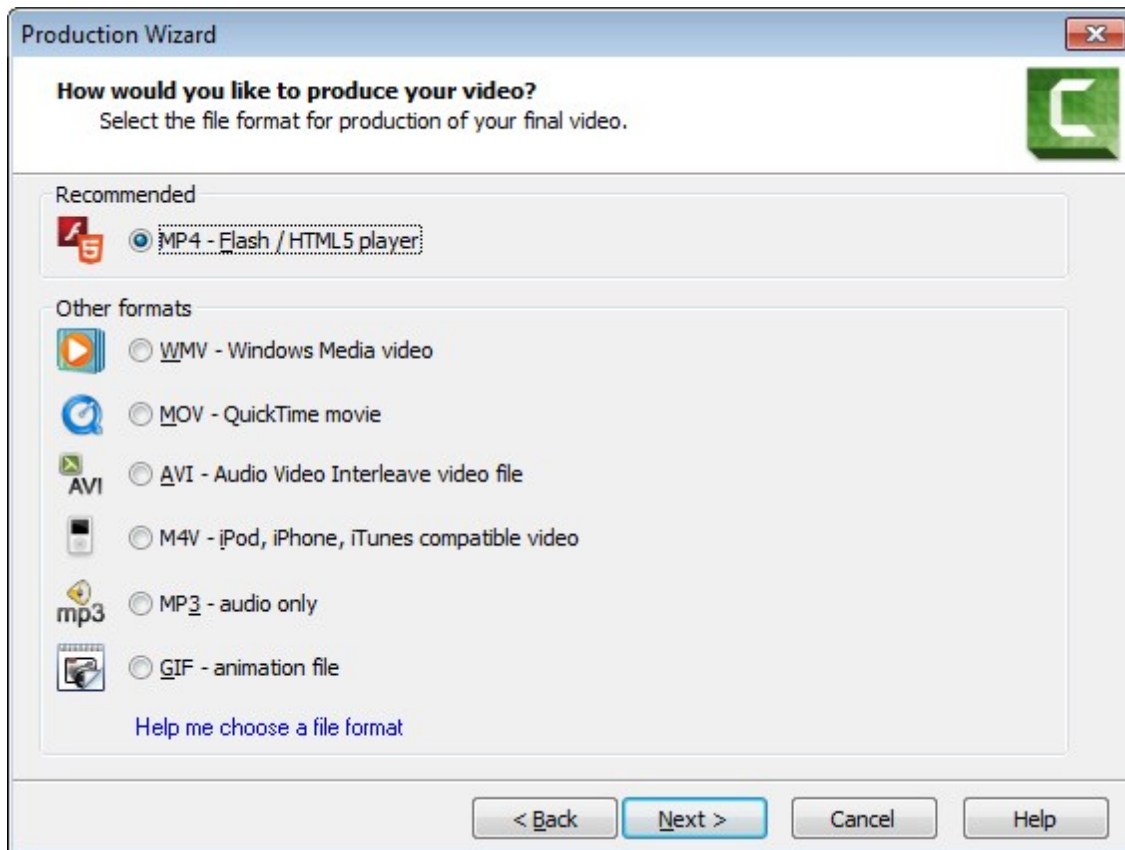 Production Wizard
How would you like to produce your video?
Select the file format for production of your final video.
Recommended
MP4 - Flash / HTML5 player
Other formats
WMV - Windows Media video
MOV - QuickTime movie
AVI
AVI - Audio Video Interleave video file
M4V - iPod, iPhone, iTunes compatible video
mp3
MP3 - audio only
GIF - animation file
Help me choose a file format
< Back Next > Cancel Help